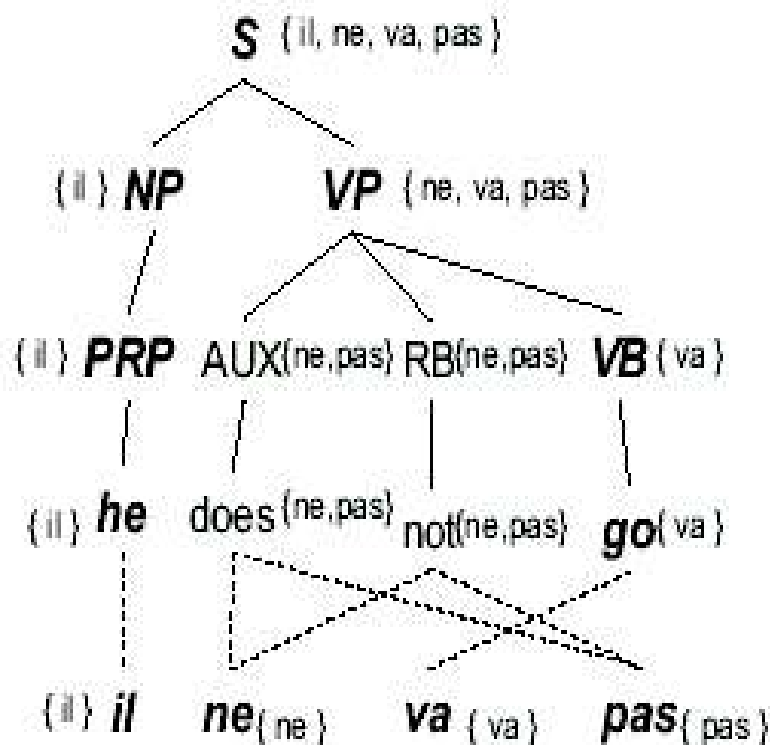 S { il, ne, va, pas }
{ il } NP VP { ne, va, pas }
{ il } PRP AUX{ne,pas} RB{ne,pas} VB{ va }
{ il } he does{ne,pas} not{ne,pas} go{ va }
{ il } il ne{ ne } va { va } pas{ pas }